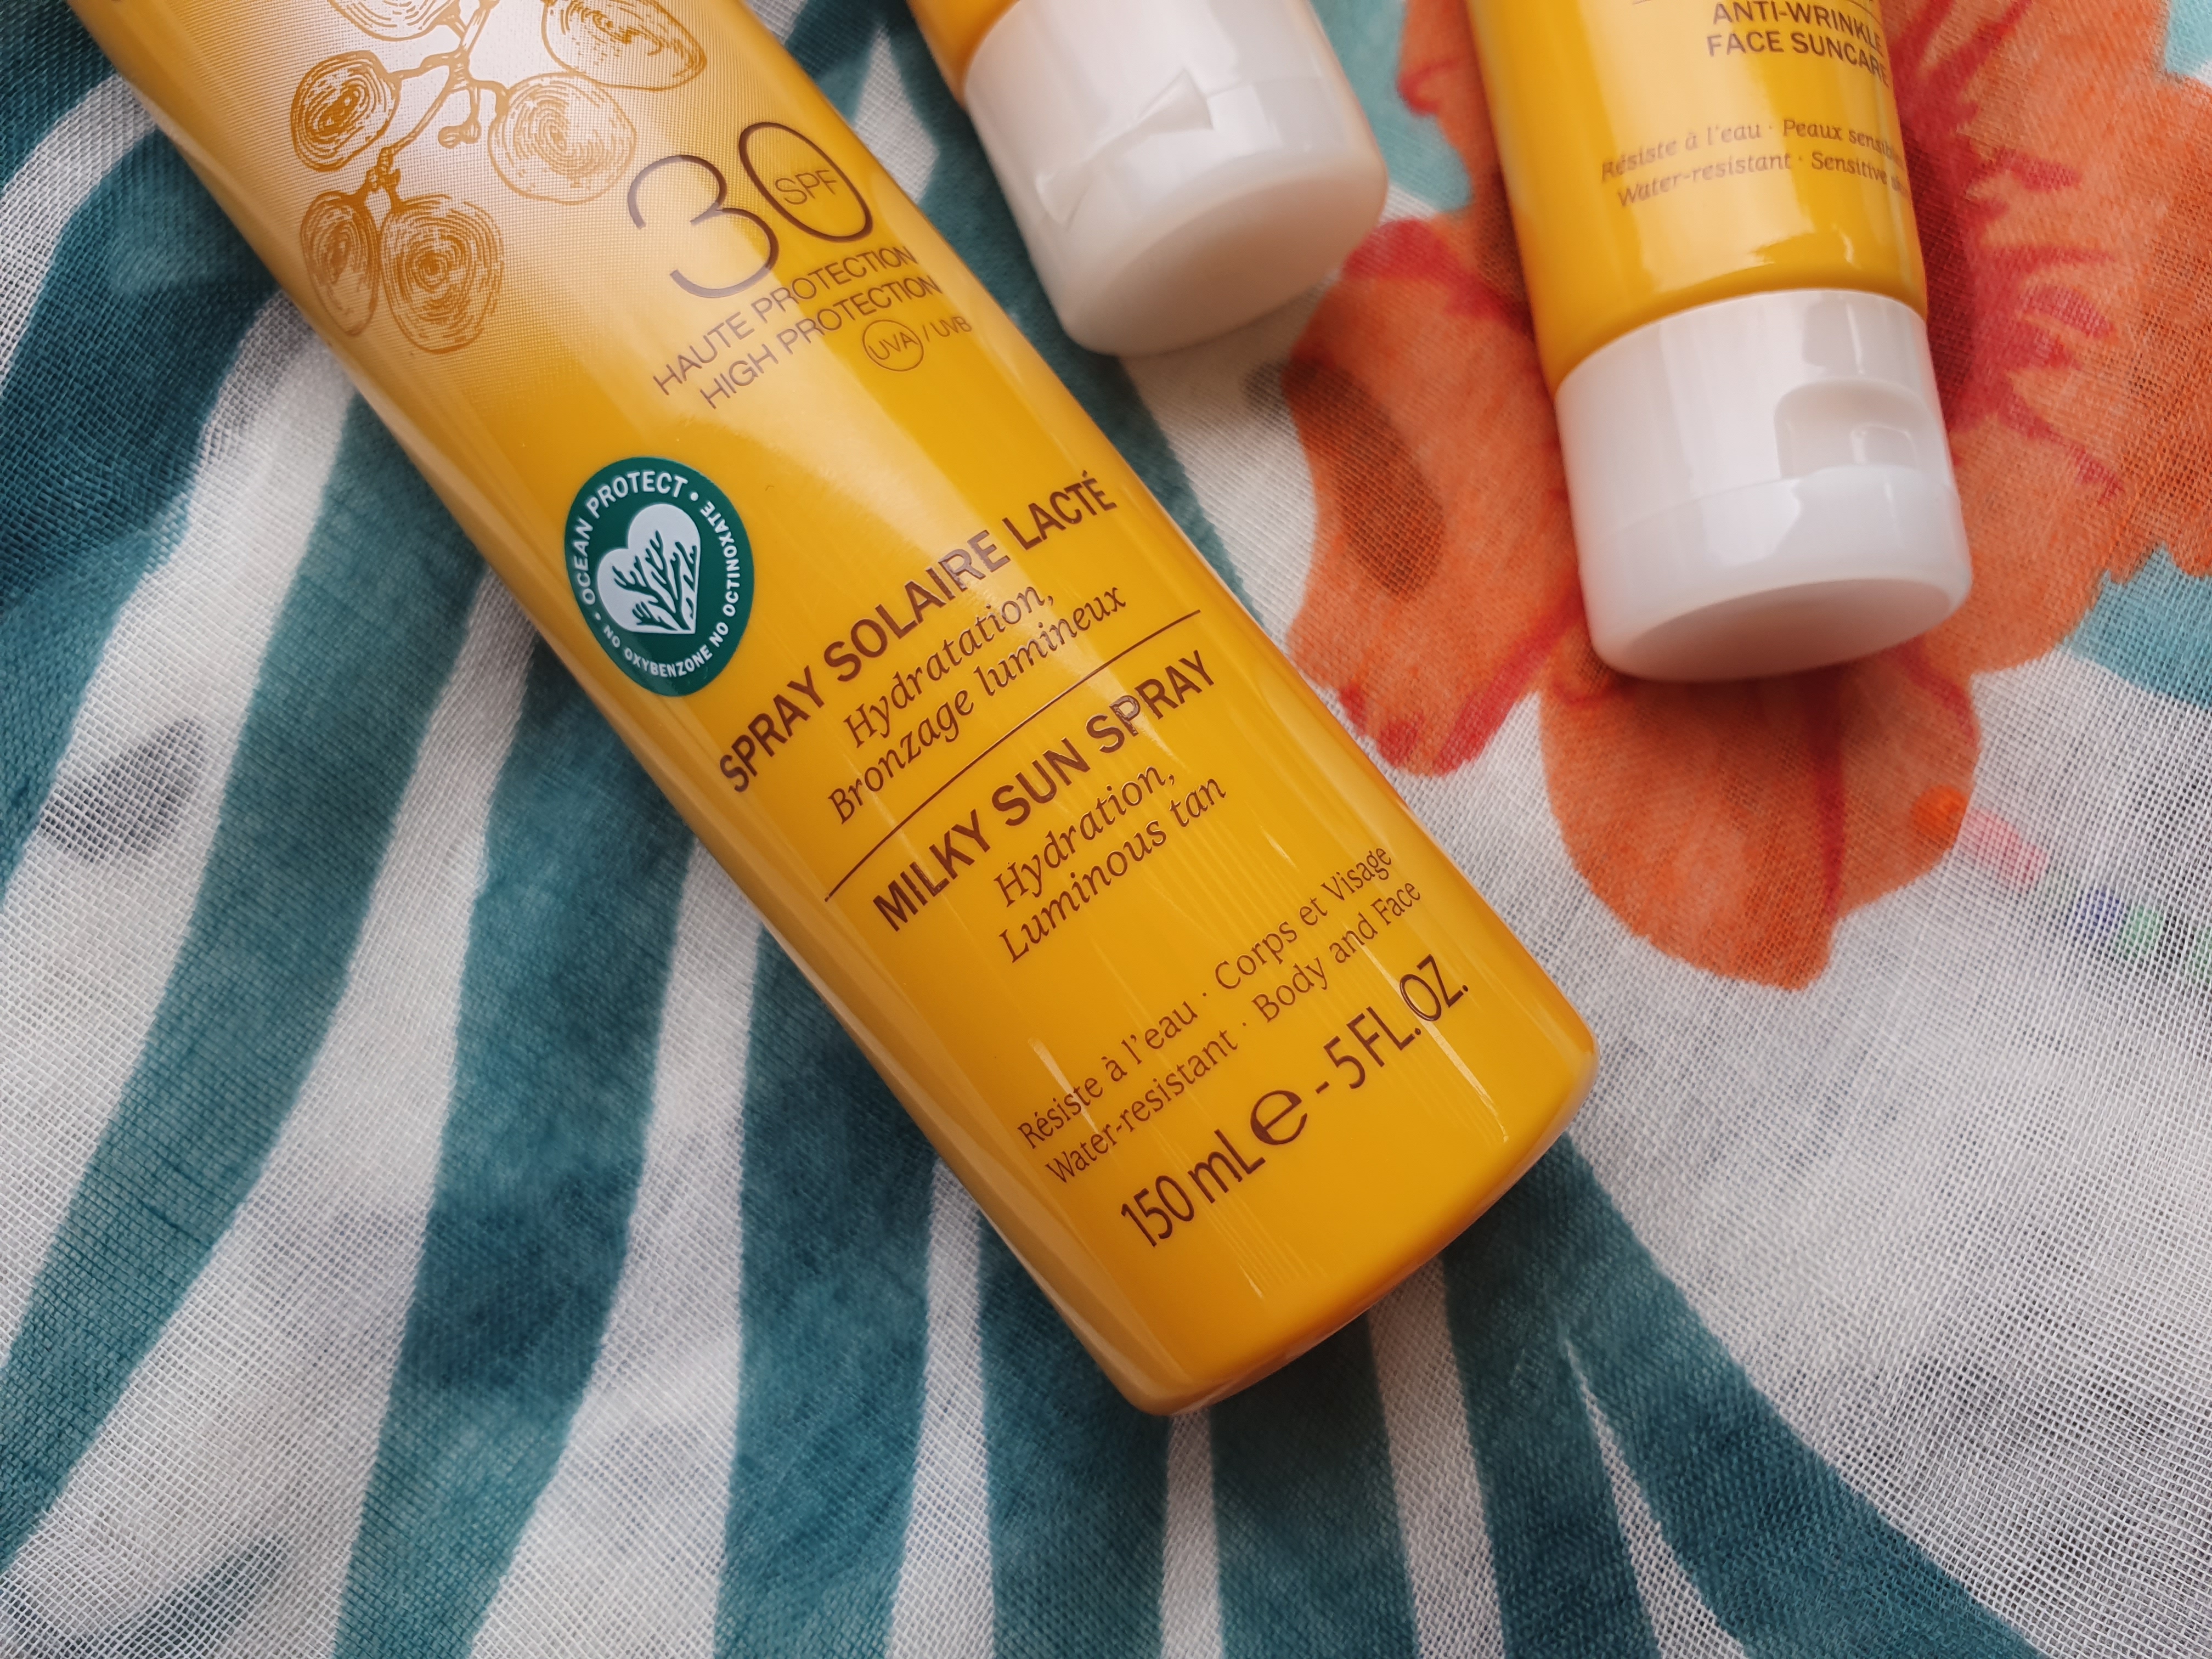 30
SPF
HAUTE PROTECTION
HIGH PROTECTION
UVA / UVB
• OCEAN PROTECT •
NO OXYBENZONE NO OCTINOXATE
SPRAY SOLAIRE LACTÉ
Hydratation,
Bronzage lumineux
MILKY SUN SPRAY
Hydration,
Luminous tan
Résiste à l'eau · Corps et Visage
Water-resistant · Body and Face
150 mL e - 5 FL.OZ.
ANTI-WRINKLE
FACE SUNCARE
Résiste à l'eau · Peaux
Water-resistant · Sensitive